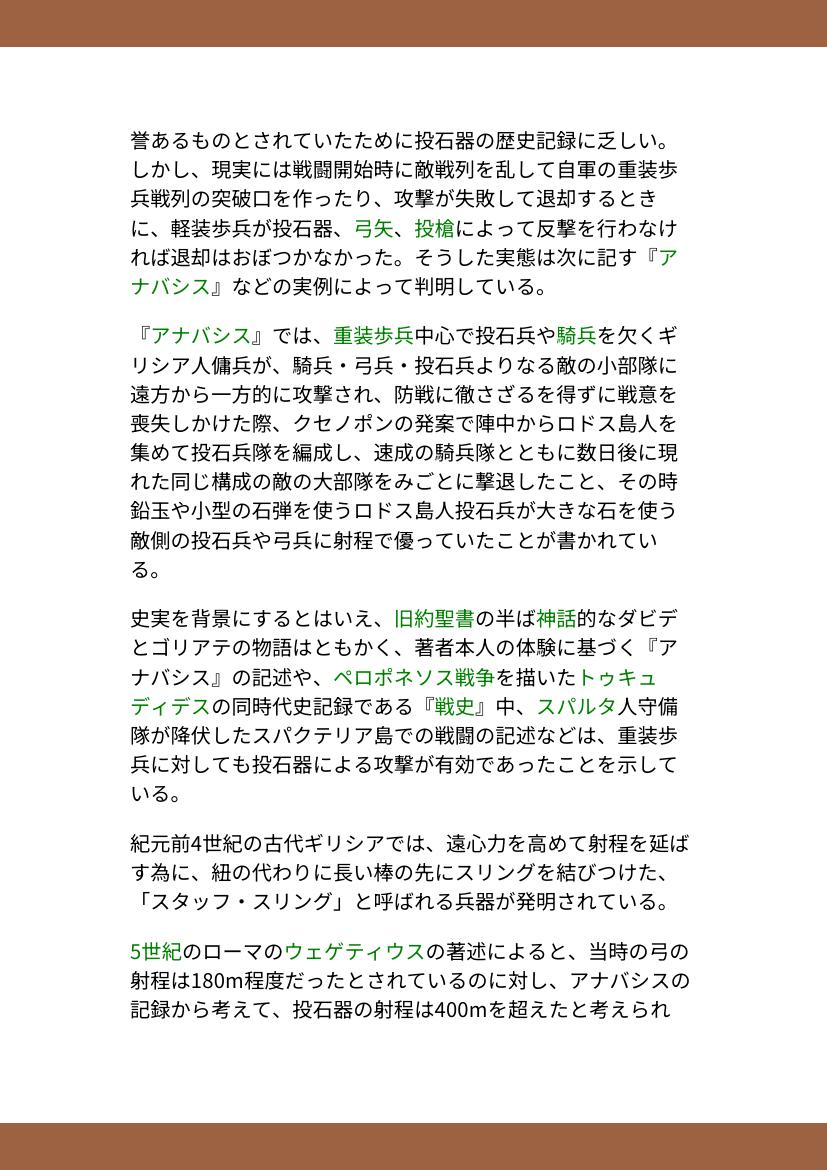 誉あるものとされていたために投石器の歴史記録に乏しい。
しかし、現実には戦闘開始時に敵戦列を乱して自軍の重装歩
兵戦列の突破口を作ったり、攻撃が失敗して退却するとき
に、軽装歩兵が投石器、弓矢、投槍によって反撃を行わなけ
れば退却はおぼつかなかった。そうした実態は次に記す『ア
ナバシス』などの実例によって判明している。
『アナバシス』では、重装歩兵中心で投石兵や騎兵を欠くギ
リシア人傭兵が、騎兵・弓兵・投石兵よりなる敵の小部隊に
遠方から一方的に攻撃され、防戦に徹さざるを得ずに戦意を
喪失しかけた際、クセノポンの発案で陣中からロドス島人を
集めて投石兵隊を編成し、速成の騎兵隊とともに数日後に現
れた同じ構成の敵の大部隊をみごとに撃退したこと、その時
鉛玉や小型の石弾を使うロドス島人投石兵が大きな石を使う
敵側の投石兵や弓兵に射程で優っていたことが書かれてい
る。
史実を背景にするとはいえ、旧約聖書の半ば神話的なダビデ
とゴリアテの物語はともかく、著者本人の体験に基づく『ア
ナバシス』の記述や、ペロポネソス戦争を描いたトゥキュ
ディデスの同時代史記録である『戦史』中、スパルタ人守備
隊が降伏したスパクテリア島での戦闘の記述などは、重装歩
兵に対しても投石器による攻撃が有効であったことを示して
いる。
紀元前4世紀の古代ギリシアでは、遠心力を高めて射程を延ば
す為に、紐の代わりに長い棒の先にスリングを結びつけた、
「スタッフ・スリング」と呼ばれる兵器が発明されている。
5世紀のローマのウェゲティウスの著述によると、当時の弓の
射程は180m程度だったとされているのに対し、アナバシスの
記録から考えて、投石器の射程は400mを超えたと考えられ